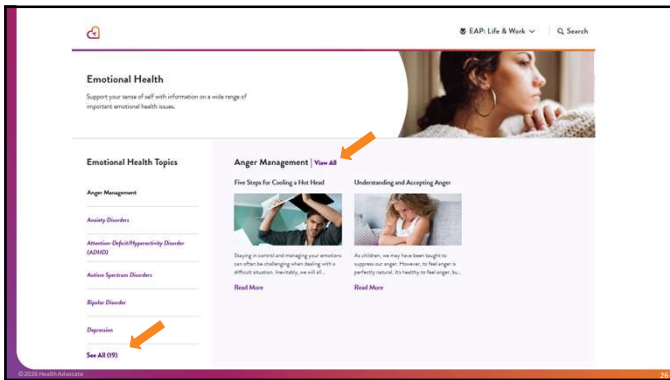 EAP: Life & Work
Search
Emotional Health
Support your sense of self with information on a wide range of
important emotional health issues.
Emotional Health Topics
Anger Management
Anxiety Disorders
Attention-Deficit/Hyperactivity Disorder
(ADHD)
Autism Spectrum Disorders
Bipolar Disorder
Depression
See All (19)
Anger Management | View All
Five Steps for Cooling a Hot Head
Staying in control and managing your emotions
can often be challenging when dealing with a
difficult situation. Inevitably, we will all...
Read More
Understanding and Accepting Anger
As children, we may have been taught to
suppress our anger. However, to feel anger is
perfectly natural. It's healthy to feel anger, bu...
Read More
©2026 Health Advocate
26